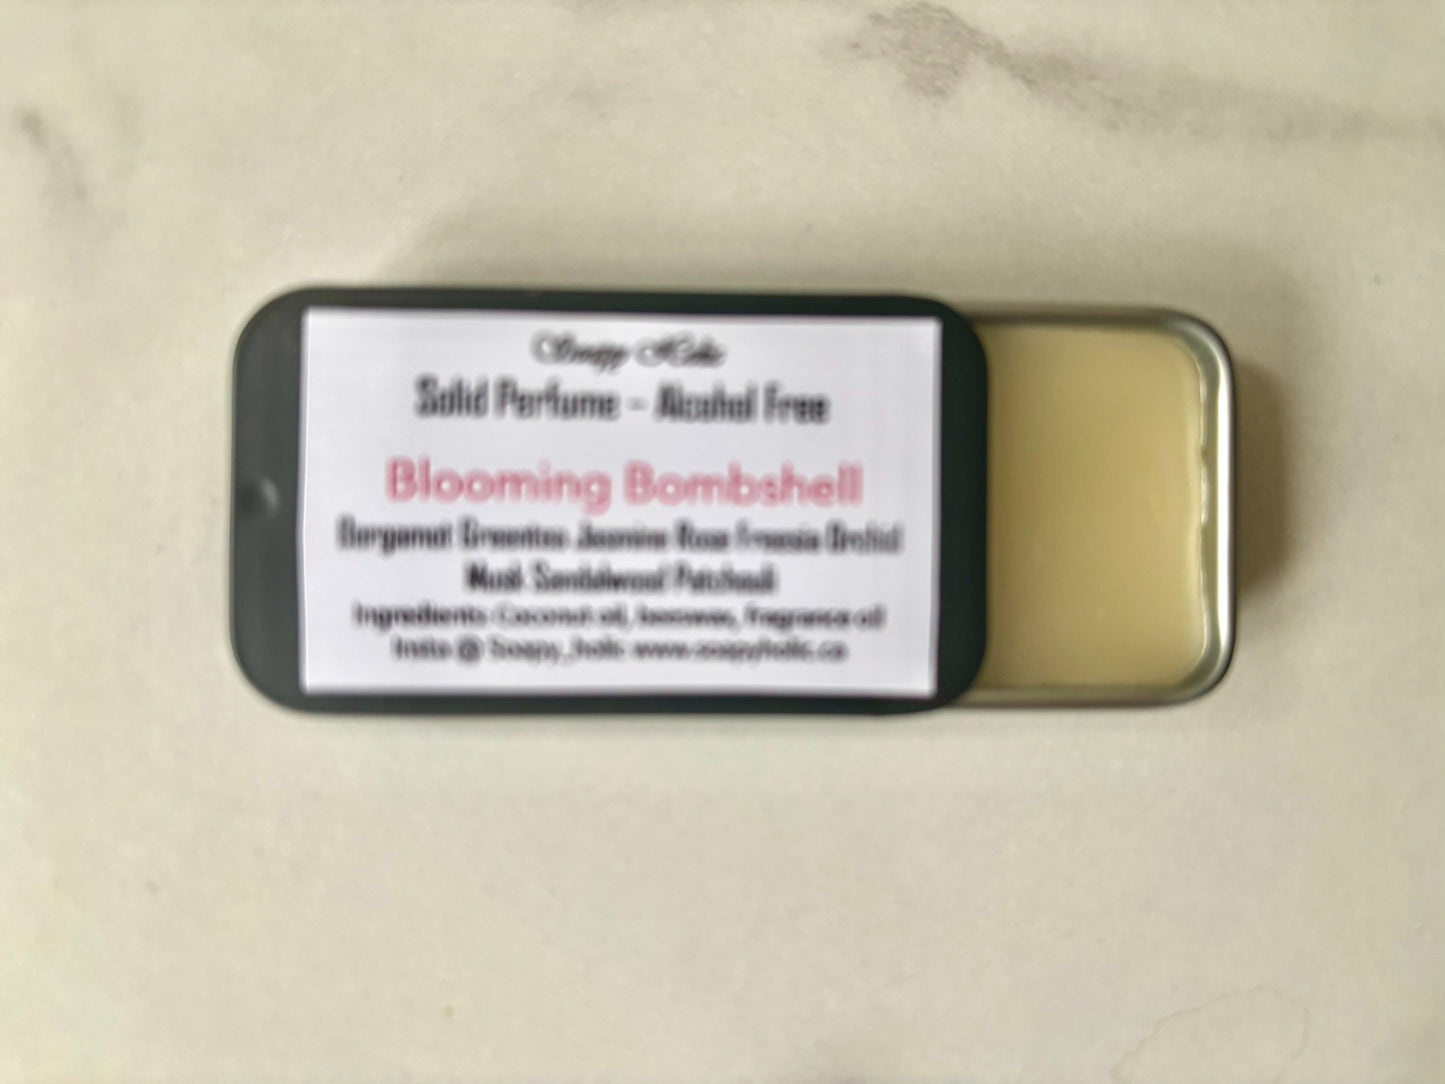 Soapy Holic
Solid Perfume - Alcohol Free
Blooming Bombshell
Bergamot Greentea Jasmine Rose Freesia Orchid
Musk Sandalwood Patchouli
Ingredients Coconut oil, beeswax, fragrance oil
Insta @ Soapy_holic www.soapyholic.ca